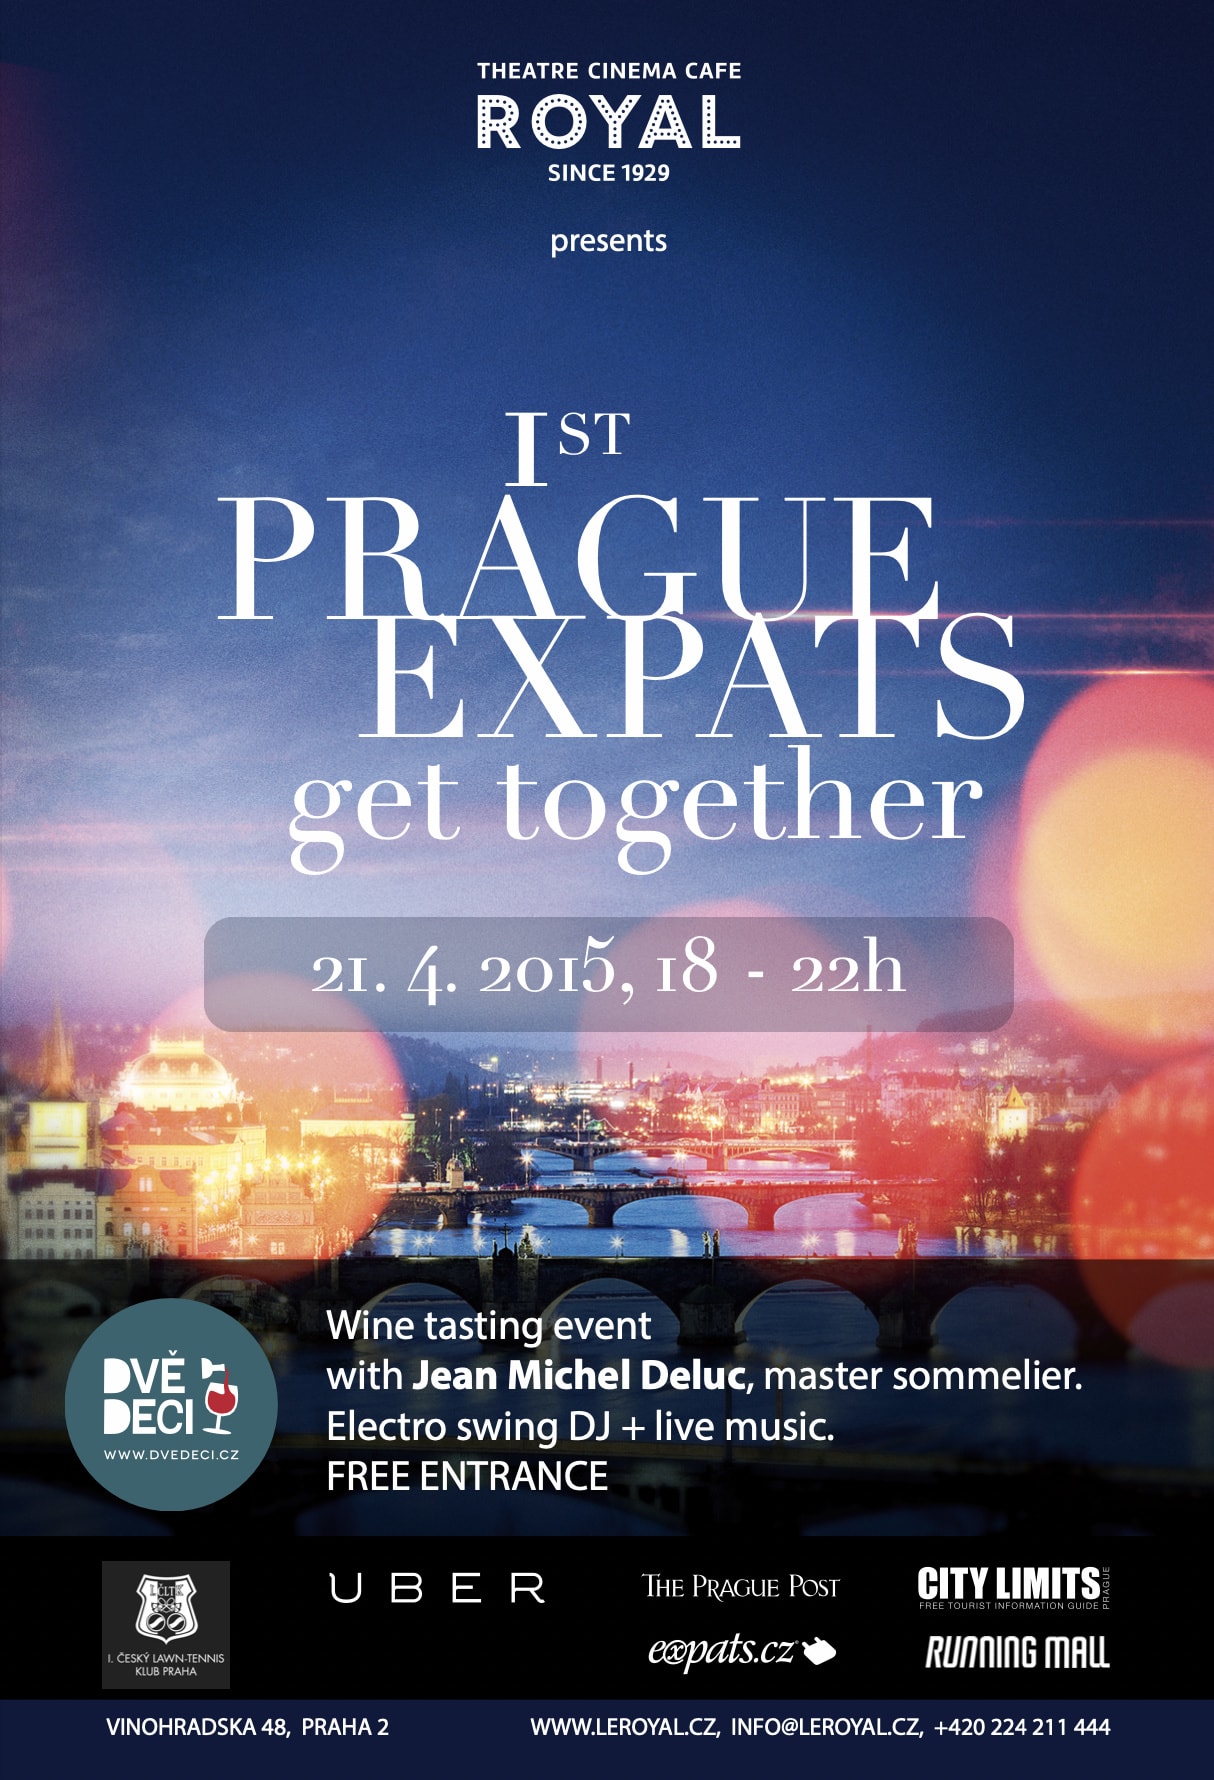 THEATRE CINEMA CAFE
ROYAL
SINCE 1929
presents
1ST
PRAGUE
EXPATS
get together
21. 4. 2015, 18 - 22h
Wine tasting event
with Jean Michel Deluc, master sommelier.
Electro swing DJ + live music.
FREE ENTRANCE
DVĚ
DECI
WWW.DVEDECI.CZ
I. ČLTK
I. ČESKÝ LAWN-TENNIS
KLUB PRAHA
UBER
THE PRAGUE POST
expats.cz
CITY LIMITS
PRAGUE
FREE TOURIST INFORMATION GUIDE
RUNNING MALL
VINOHRADSKA 48, PRAHA 2
WWW.LEROYAL.CZ, INFO@LEROYAL.CZ, +420 224 211 444